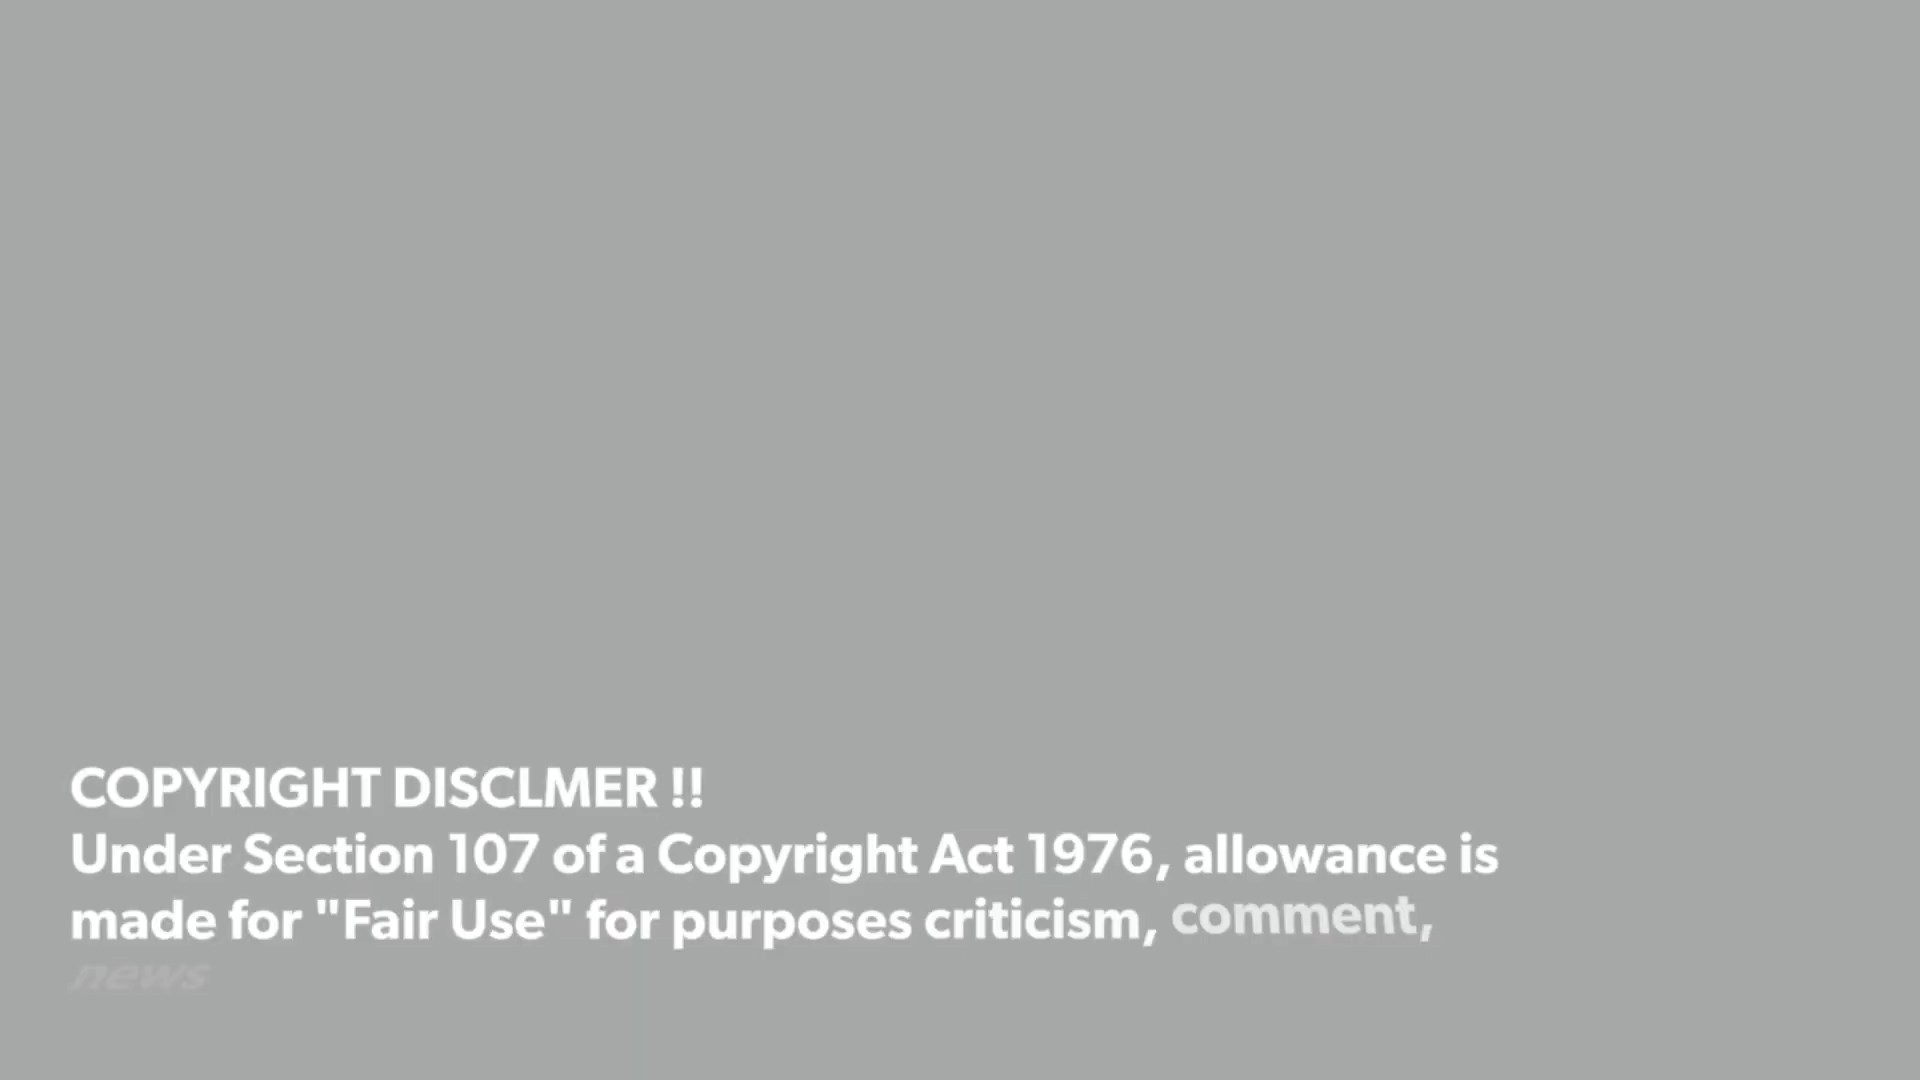 COPYRIGHT DISCLMER !!
Under Section 107 of a Copyright Act 1976, allowance is
made for "Fair Use" for purposes criticism, comment,
news